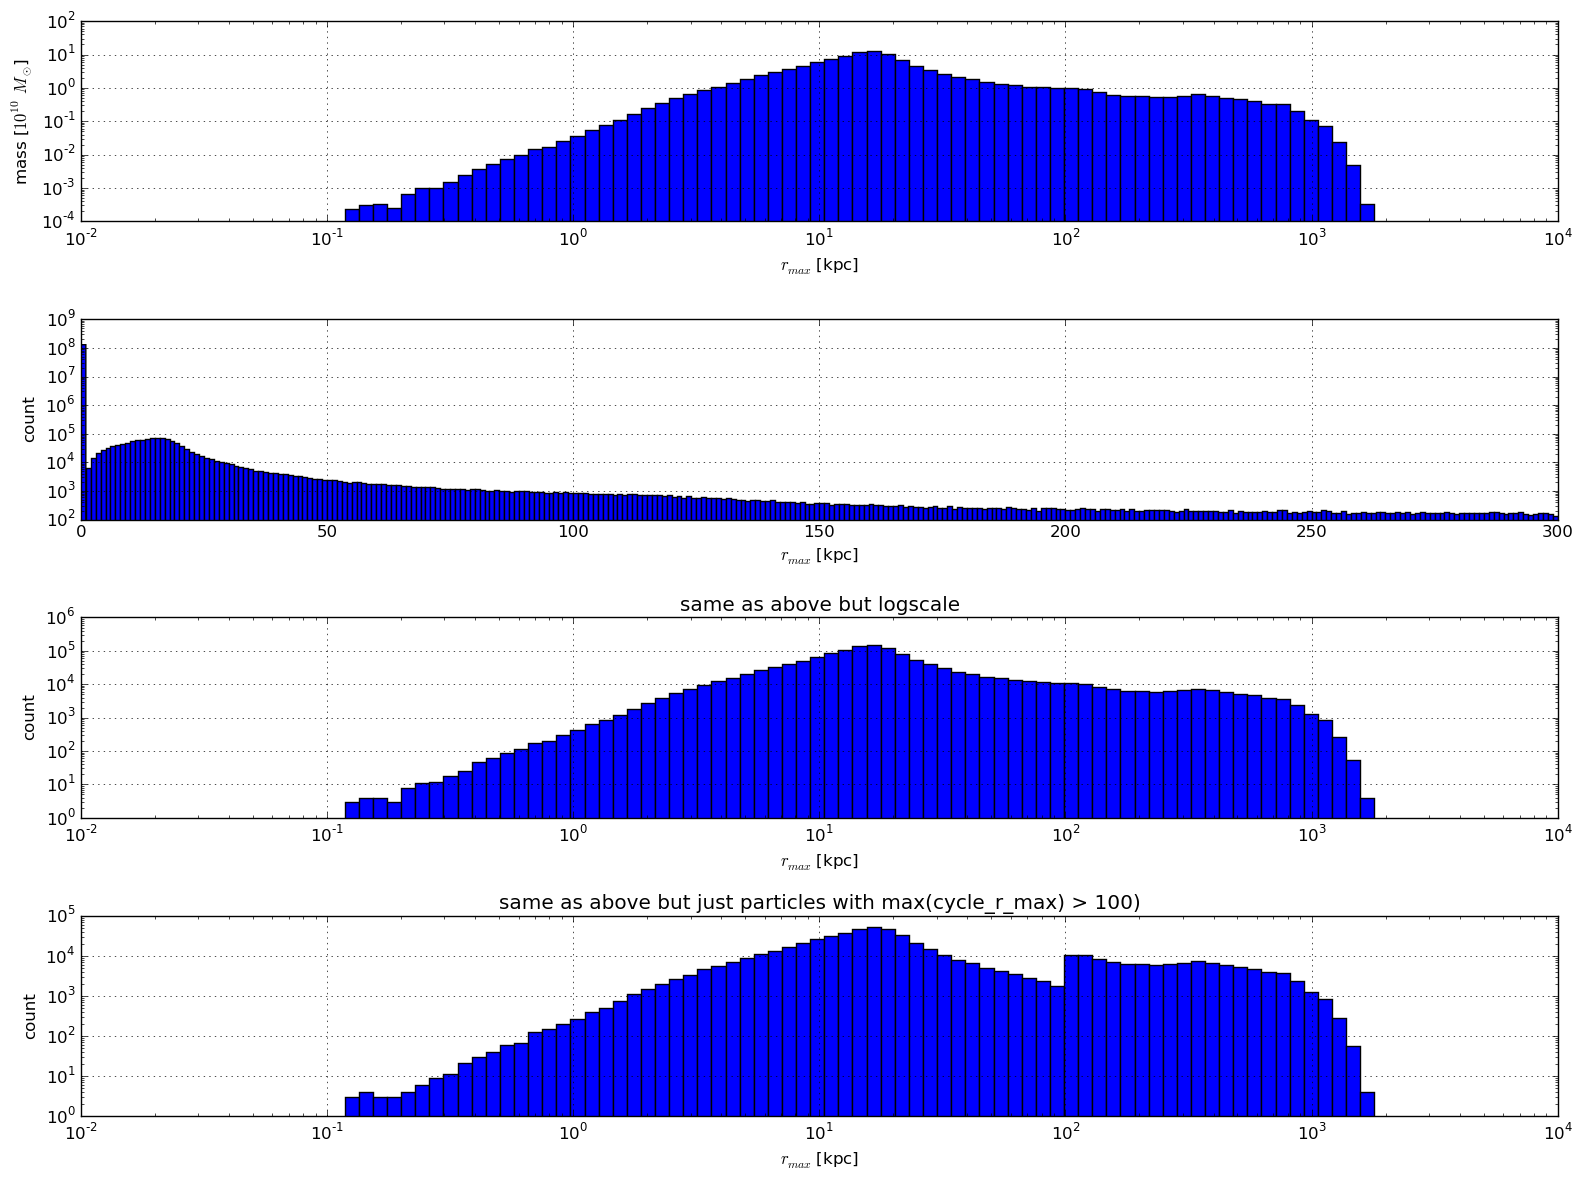 10^2
10^1
10^0
10^-1
10^-2
10^-3
10^-4
mass [10^10 M_⊙]
10^-2 10^-1 10^0 10^1 10^2 10^3 10^4
r_max [kpc]
10^9
10^8
10^7
10^6
10^5
10^4
10^3
10^2
count
0 50 100 150 200 250 300
r_max [kpc]
same as above but logscale
10^6
10^5
10^4
10^3
10^2
10^1
10^0
count
10^-2 10^-1 10^0 10^1 10^2 10^3 10^4
r_max [kpc]
same as above but just particles with max(cycle_r_max) > 100)
10^5
10^4
10^3
10^2
10^1
10^0
count
10^-2 10^-1 10^0 10^1 10^2 10^3 10^4
r_max [kpc]